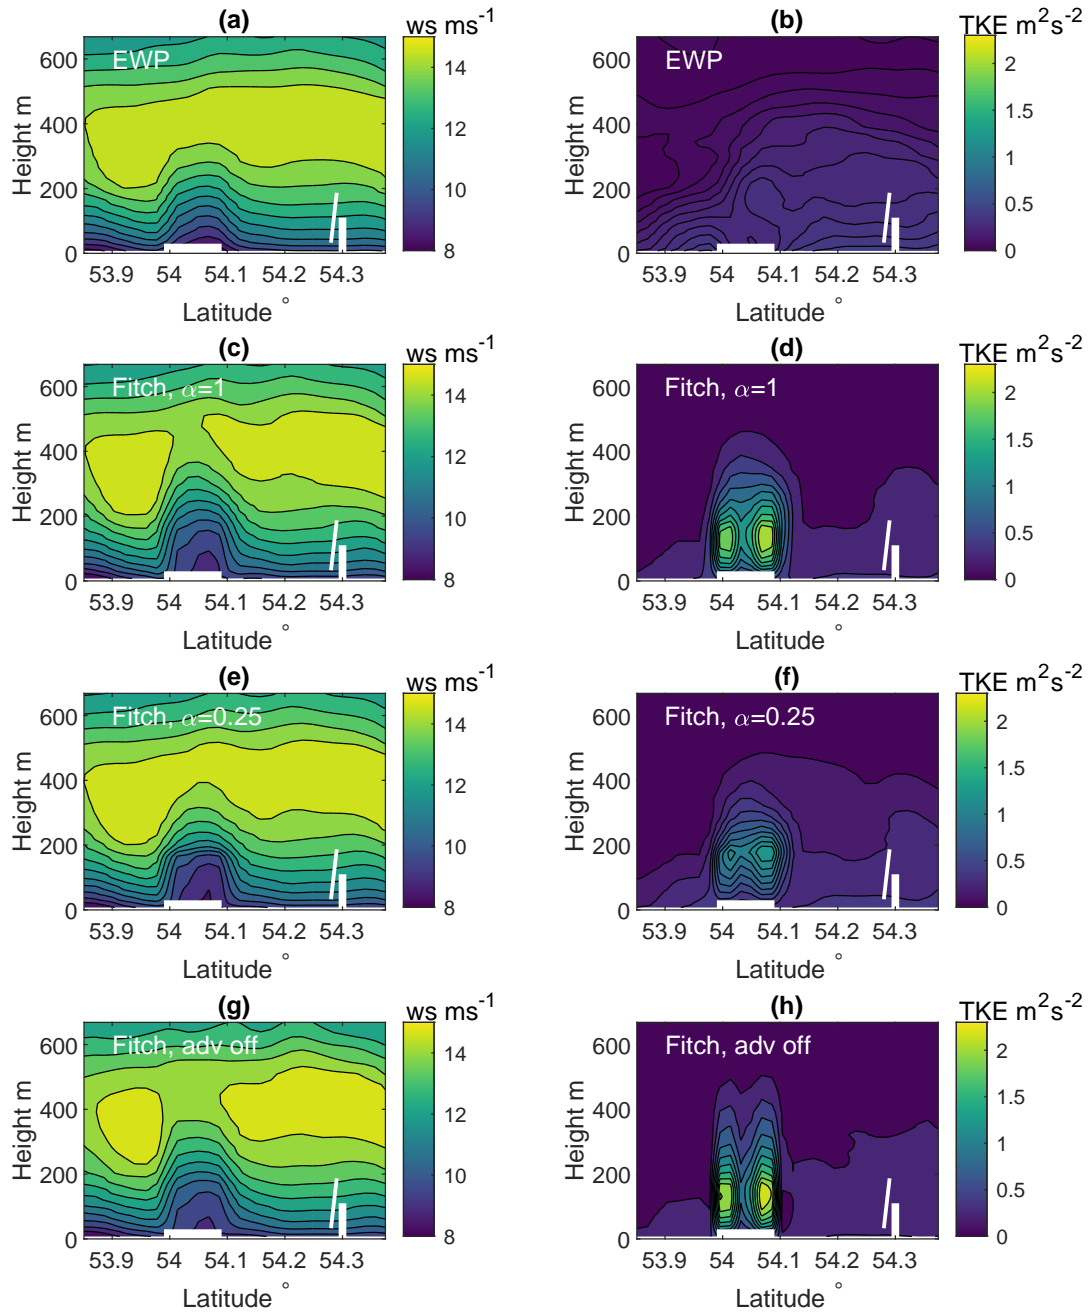 (a)
ws ms⁻¹
EWP
Height m
600
400
200
0
53.9 54 54.1 54.2 54.3
Latitude °
14
12
10
8
(b)
TKE m²s⁻²
EWP
Height m
600
400
200
0
53.9 54 54.1 54.2 54.3
Latitude °
2
1.5
1
0.5
0
(c)
ws ms⁻¹
Fitch, α=1
Height m
600
400
200
0
53.9 54 54.1 54.2 54.3
Latitude °
14
12
10
8
(d)
TKE m²s⁻²
Fitch, α=1
Height m
600
400
200
0
53.9 54 54.1 54.2 54.3
Latitude °
2
1.5
1
0.5
0
(e)
ws ms⁻¹
Fitch, α=0.25
Height m
600
400
200
0
53.9 54 54.1 54.2 54.3
Latitude °
14
12
10
8
(f)
TKE m²s⁻²
Fitch, α=0.25
Height m
600
400
200
0
53.9 54 54.1 54.2 54.3
Latitude °
2
1.5
1
0.5
0
(g)
ws ms⁻¹
Fitch, adv off
Height m
600
400
200
0
53.9 54 54.1 54.2 54.3
Latitude °
14
12
10
8
(h)
TKE m²s⁻²
Fitch, adv off
Height m
600
400
200
0
53.9 54 54.1 54.2 54.3
Latitude °
2
1.5
1
0.5
0